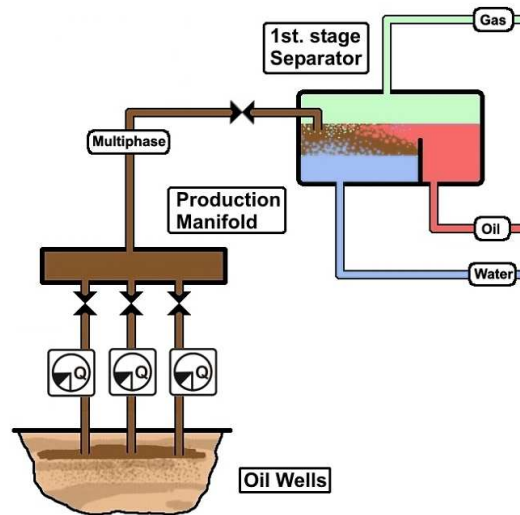 Gas
1st. stage
Separator
Multiphase
Production
Manifold
Oil
Water
Q
Q
Q
Oil Wells